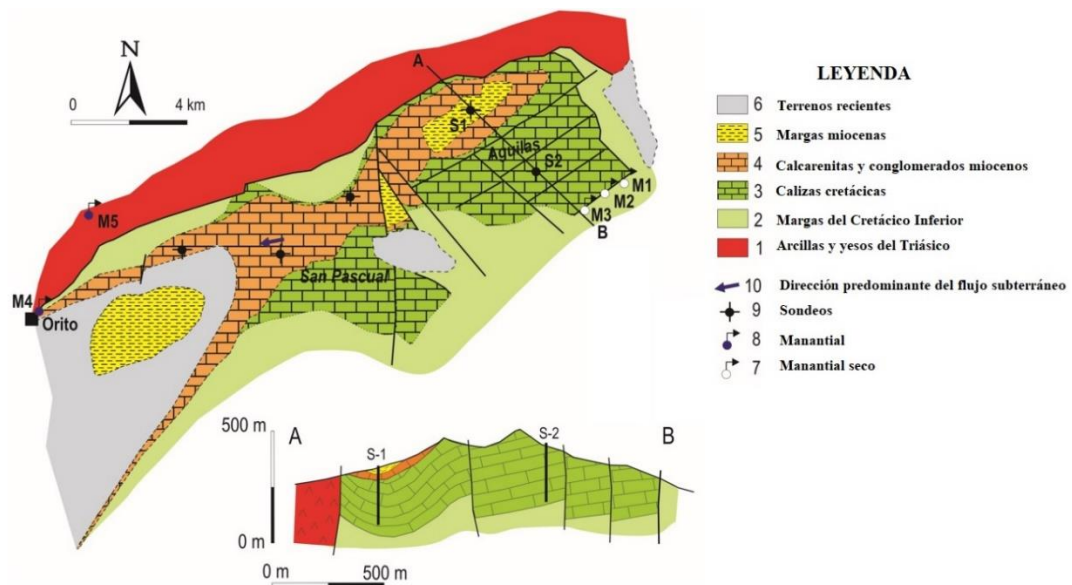 N
0 4 km
A
S1
Aguilas
S2
M1
M2
M3
B
M5
San Pascual
M4
Orito
LEYENDA
6 Terrenos recientes
5 Margas miocenas
4 Calcarenitas y conglomerados miocenos
3 Calizas cretácicas
2 Margas del Cretácico Inferior
1 Arcillas y yesos del Triásico
10 Dirección predominante del flujo subterráneo
9 Sondeos
8 Manantial
7 Manantial seco
500 m
A
S-1
S-2
B
0 m
0 m 500 m